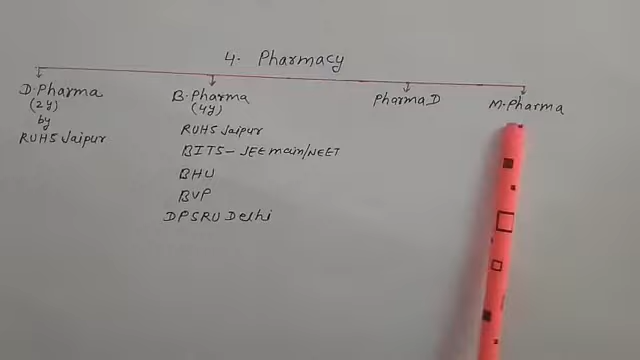 4. Pharmacy
D.Pharma
(2Y)
by
RUHS Jaipur
B.Pharma
(4Y)
RUHS Jaipur
BITS - JEE main/NEET
BHU
BVP
DPSRU Delhi
Pharma.D
M.Pharma